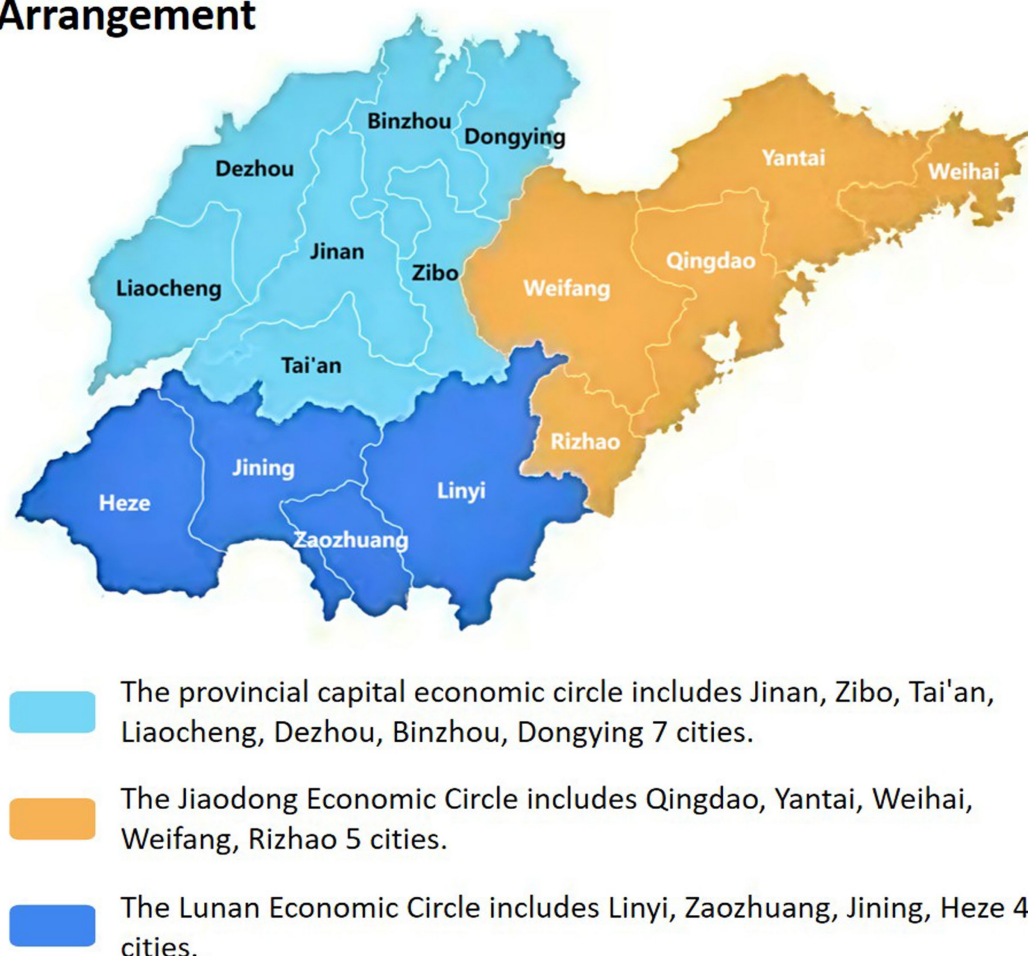 Arrangement
Binzhou
Dongying
Dezhou
Yantai
Weihai
Jinan
Qingdao
Zibo
Liaocheng
Weifang
Tai'an
Rizhao
Jining
Linyi
Heze
Zaozhuang
The provincial capital economic circle includes Jinan, Zibo, Tai'an,
Liaocheng, Dezhou, Binzhou, Dongying 7 cities.
The Jiaodong Economic Circle includes Qingdao, Yantai, Weihai,
Weifang, Rizhao 5 cities.
The Lunan Economic Circle includes Linyi, Zaozhuang, Jining, Heze 4
cities.